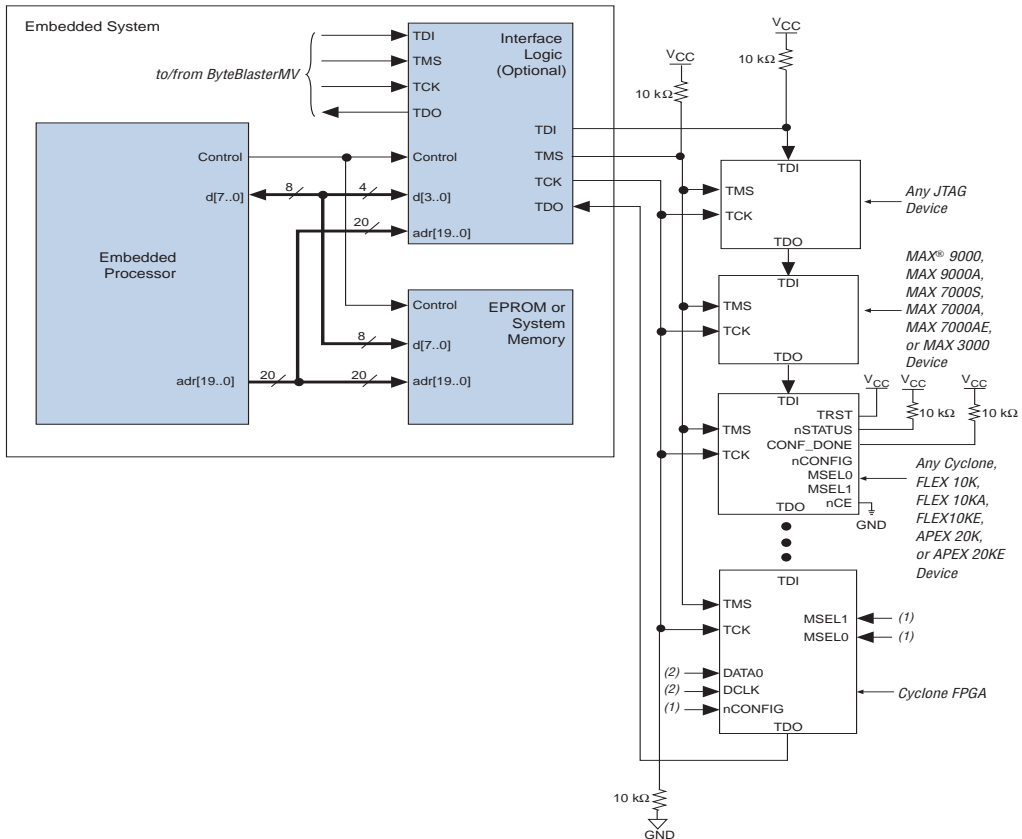 Embedded System
to/from ByteBlasterMV
TDI
TMS
TCK
TDO
Interface
Logic
(Optional)
Control
d[3..0]
adr[19..0]
TDI
TMS
TCK
TDO
Embedded
Processor
Control
d[7..0]
adr[19..0]
8
4
20
8
20
20
Control
d[7..0]
adr[19..0]
EPROM or
System
Memory
VCC
10 kΩ
VCC
10 kΩ
TDI
TMS
TCK
TDO
Any JTAG
Device
TDI
TMS
TCK
TDO
MAX® 9000,
MAX 9000A,
MAX 7000S,
MAX 7000A,
MAX 7000AE,
or MAX 3000
Device
VCC
VCC
VCC
10 kΩ
10 kΩ
TDI
TMS
TCK
TRST
nSTATUS
CONF_DONE
nCONFIG
MSEL0
MSEL1
nCE
TDO
GND
Any Cyclone,
FLEX 10K,
FLEX 10KA,
FLEX10KE,
APEX 20K,
or APEX 20KE
Device
TDI
TMS
TCK
MSEL1
(1)
MSEL0
(1)
(2)
DATA0
(2)
DCLK
(1)
nCONFIG
TDO
Cyclone FPGA
10 kΩ
GND